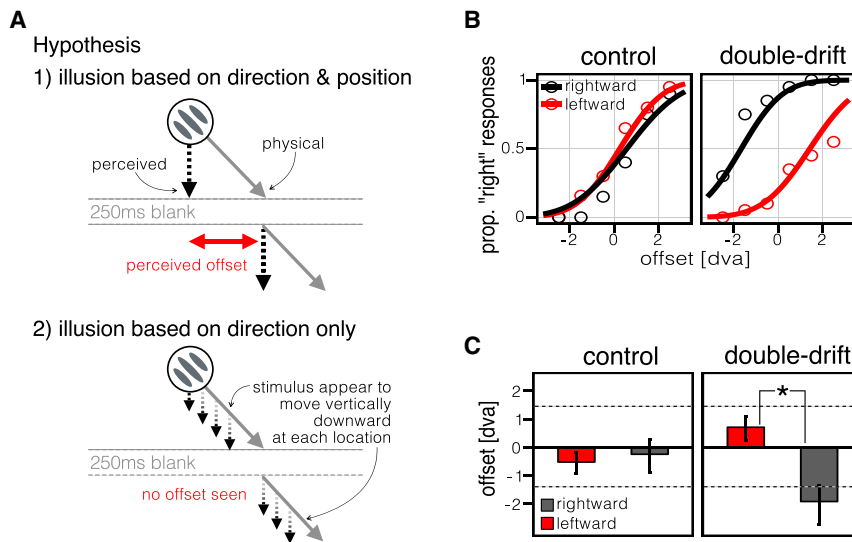 A
Hypothesis
1) illusion based on direction & position
perceived
physical
250ms blank
perceived offset
2) illusion based on direction only
stimulus appear to
move vertically
downward
at each location
250ms blank
no offset seen
B
control
double-drift
prop. "right" responses
1
0.5
0
rightward
leftward
-2
0
2
-2
0
2
offset [dva]
C
control
double-drift
offset [dva]
2
1
0
-1
-2
*
rightward
leftward